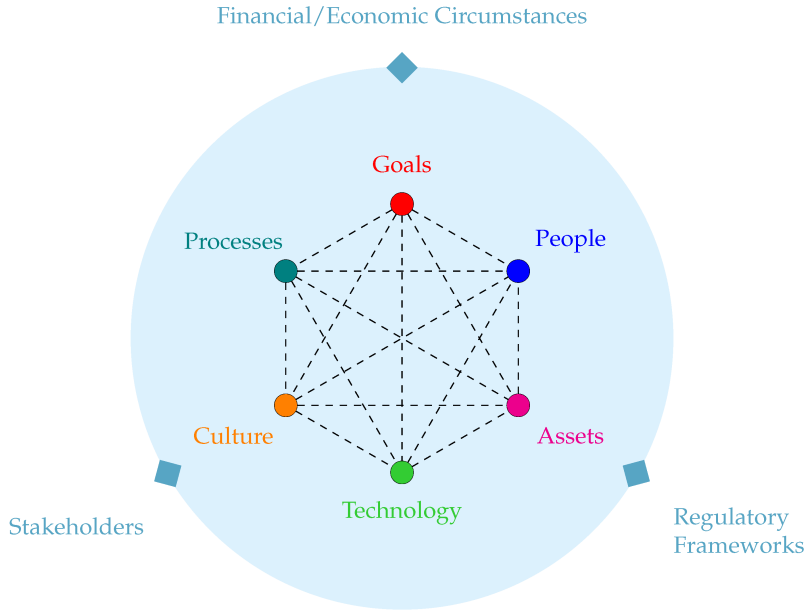 Financial/Economic Circumstances
Goals
Processes
People
Culture
Assets
Technology
Stakeholders
Regulatory
Frameworks